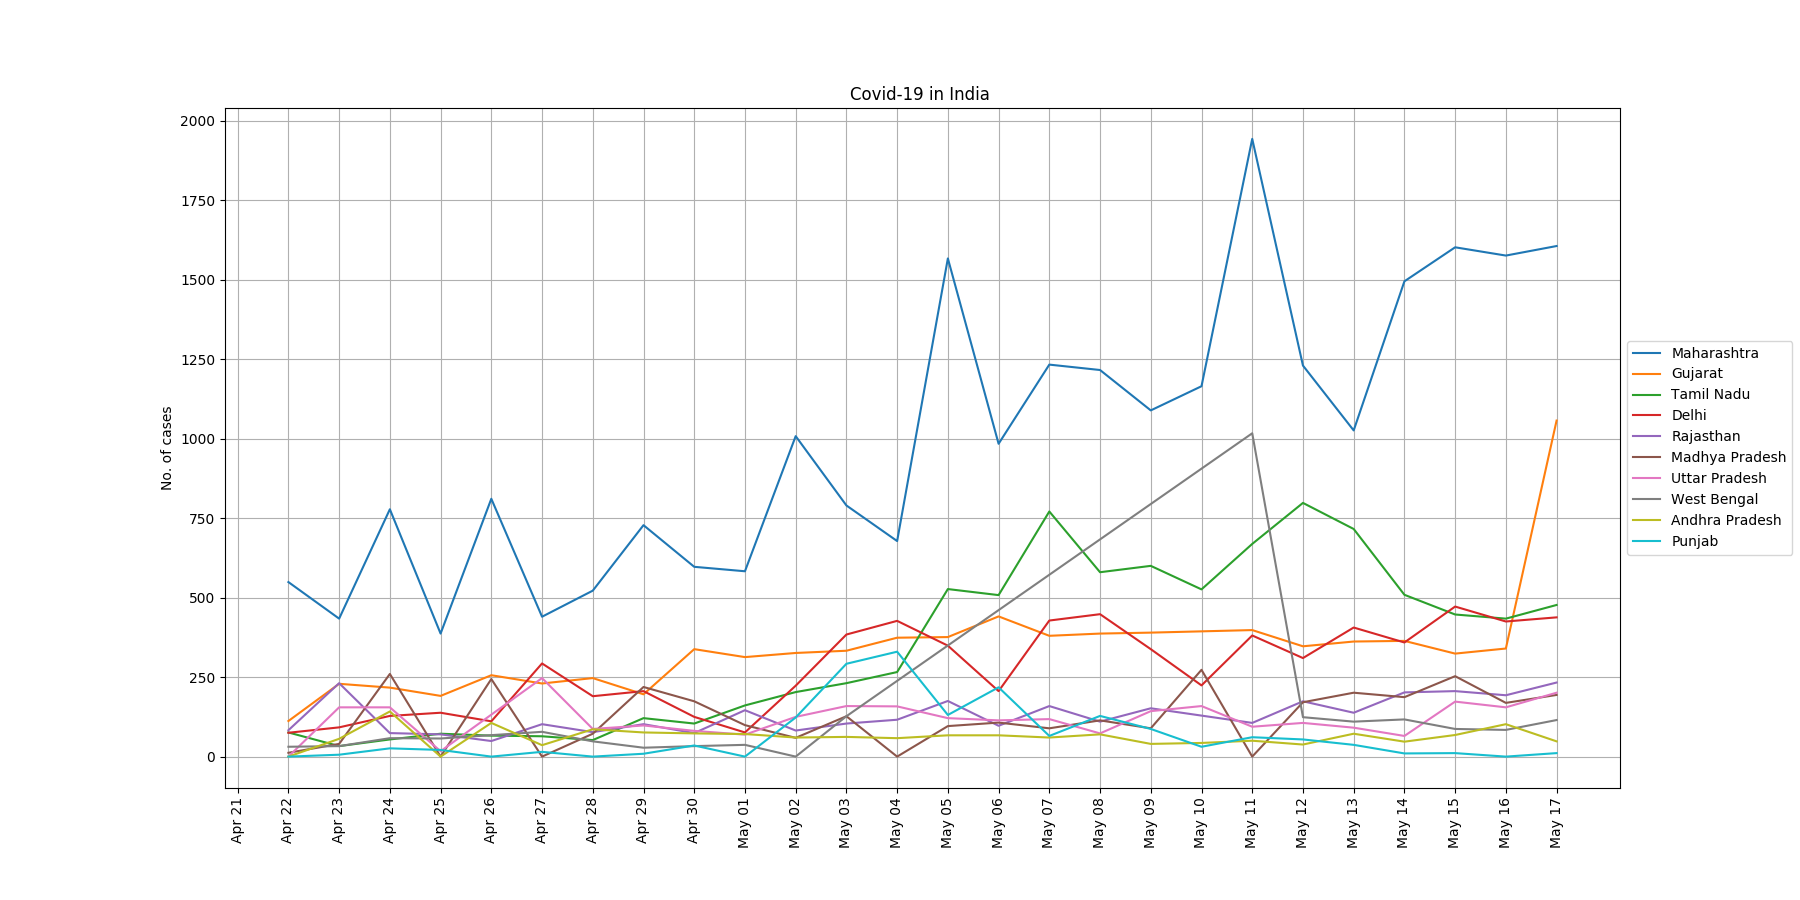 Covid-19 in India
No. of cases
2000
1750
1500
1250
1000
750
500
250
0
Apr 21
Apr 22
Apr 23
Apr 24
Apr 25
Apr 26
Apr 27
Apr 28
Apr 29
Apr 30
May 01
May 02
May 03
May 04
May 05
May 06
May 07
May 08
May 09
May 10
May 11
May 12
May 13
May 14
May 15
May 16
May 17
Maharashtra
Gujarat
Tamil Nadu
Delhi
Rajasthan
Madhya Pradesh
Uttar Pradesh
West Bengal
Andhra Pradesh
Punjab